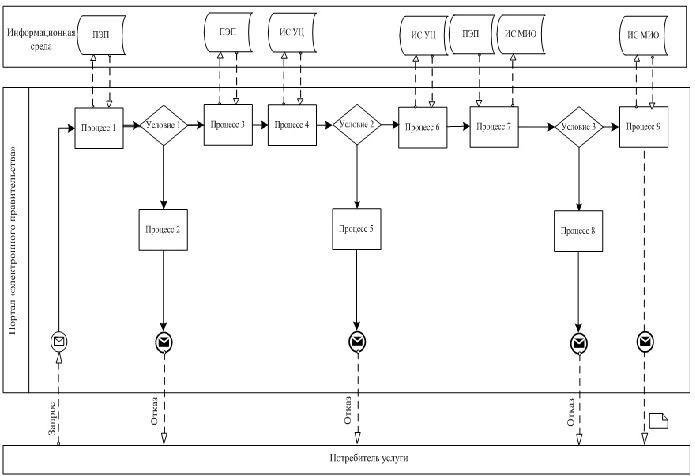 Информационная
среда
ПЭП
ПЭП
ИС УЦ
ИС УЦ
ПЭП
ИС МИО
ИС МИО
Портал «электронного правительства»
Процесс 1
Условие 1
Процесс 3
Процесс 4
Условие 2
Процесс 6
Процесс 7
Условие 3
Процесс 9
Процесс 2
Процесс 5
Процесс 8
Запрос
Отказ
Отказ
Отказ
Потребитель услуги